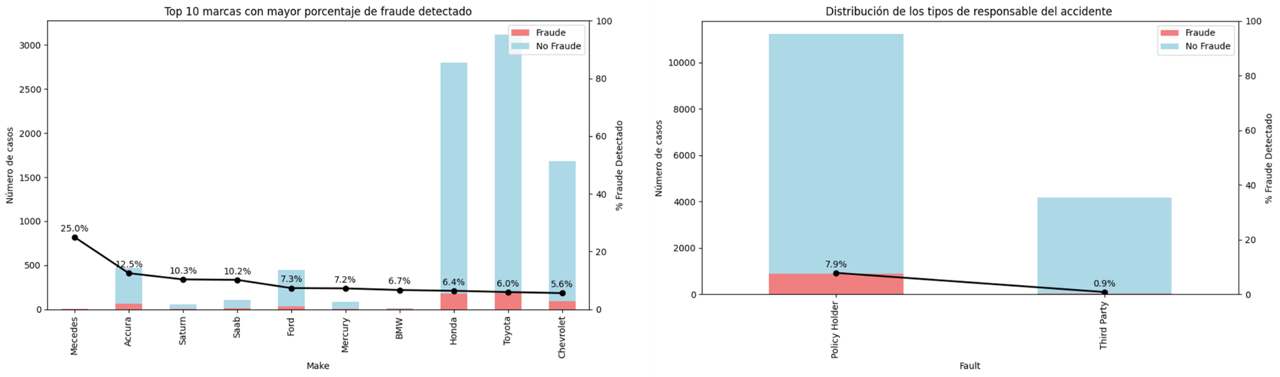 Top 10 marcas con mayor porcentaje de fraude detectado
Fraude
No Fraude
Número de casos
3000
2500
2000
1500
1000
500
0
100
80
60
40
20
0
% Fraude Detectado
25.0%
12.5%
10.3%
10.2%
7.3%
7.2%
6.7%
6.4%
6.0%
5.6%
Mecedes
Accura
Saturn
Saab
Ford
Mercury
BMW
Honda
Toyota
Chevrolet
Make
Distribución de los tipos de responsable del accidente
Fraude
No Fraude
Número de casos
10000
8000
6000
4000
2000
0
100
80
60
40
20
0
% Fraude Detectado
7.9%
0.9%
Policy Holder
Third Party
Fault